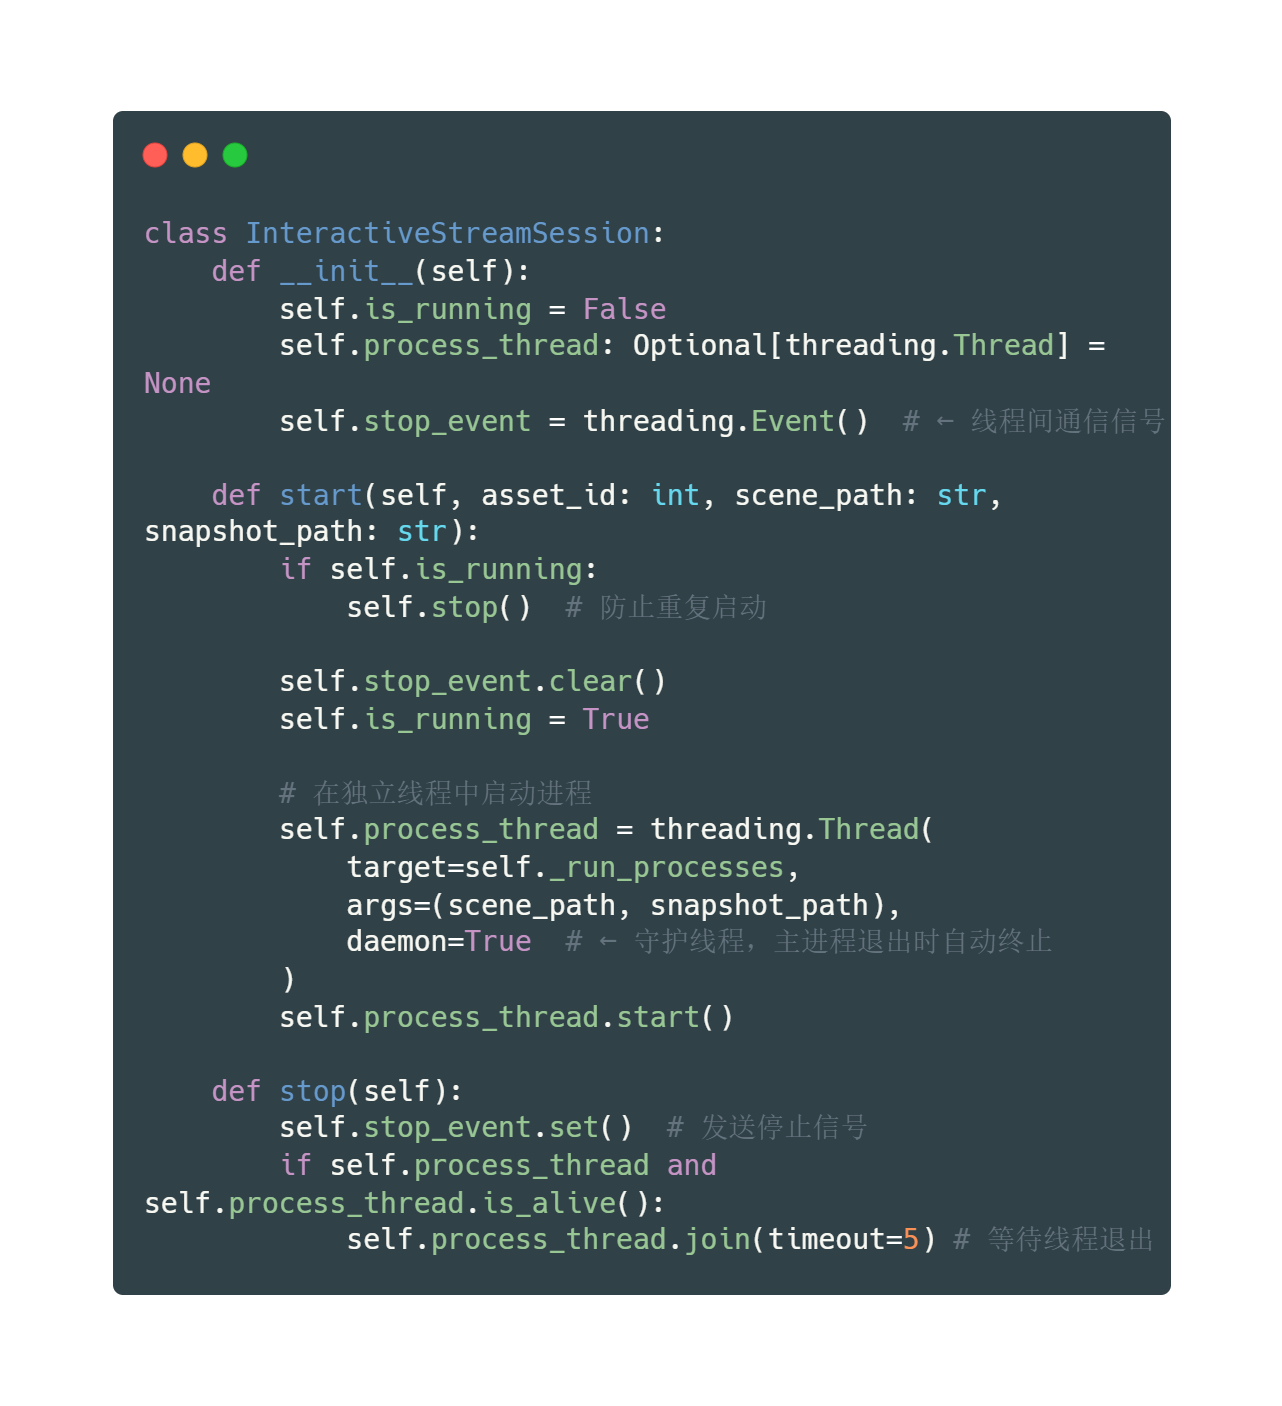 class InteractiveStreamSession:
    def __init__(self):
        self.is_running = False
        self.process_thread: Optional[threading.Thread] =
None
        self.stop_event = threading.Event()  # ← 线程间通信信号

    def start(self, asset_id: int, scene_path: str,
snapshot_path: str):
        if self.is_running:
            self.stop()  # 防止重复启动

        self.stop_event.clear()
        self.is_running = True

        # 在独立线程中启动进程
        self.process_thread = threading.Thread(
            target=self._run_processes,
            args=(scene_path, snapshot_path),
            daemon=True  # ← 守护线程，主进程退出时自动终止
        )
        self.process_thread.start()

    def stop(self):
        self.stop_event.set()  # 发送停止信号
        if self.process_thread and
self.process_thread.is_alive():
            self.process_thread.join(timeout=5) # 等待线程退出